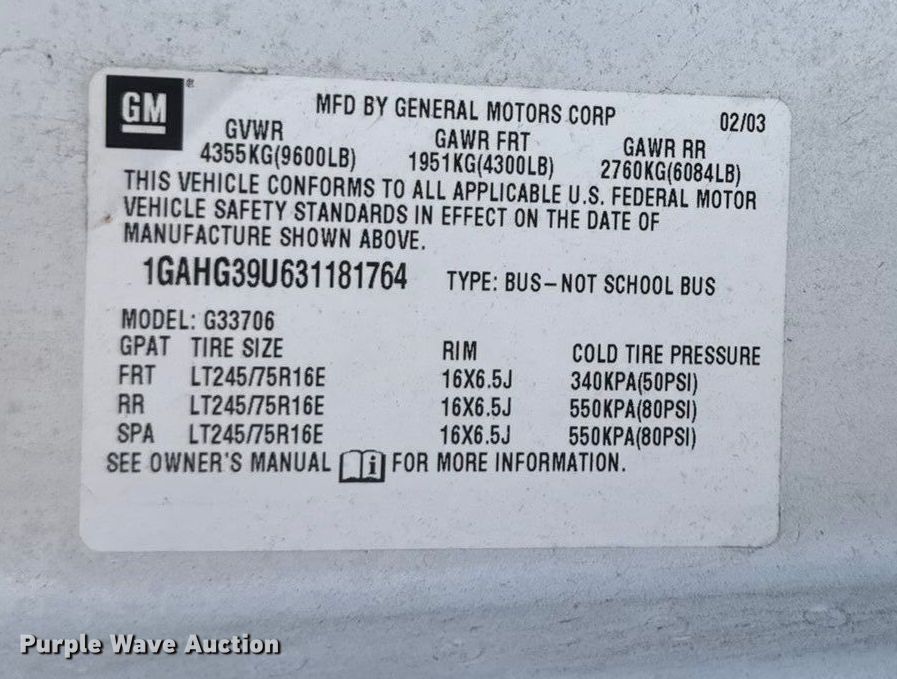 GM®
MFD BY GENERAL MOTORS CORP 02/03
GVWR GAWR FRT GAWR RR
4355KG(9600LB) 1951KG(4300LB) 2760KG(6084LB)
THIS VEHICLE CONFORMS TO ALL APPLICABLE U.S. FEDERAL MOTOR
VEHICLE SAFETY STANDARDS IN EFFECT ON THE DATE OF
MANUFACTURE SHOWN ABOVE.
1GAHG39U631181764 TYPE: BUS-NOT SCHOOL BUS
MODEL: G33706
GPAT TIRE SIZE RIM COLD TIRE PRESSURE
FRT LT245/75R16E 16X6.5J 340KPA(50PSI)
RR LT245/75R16E 16X6.5J 550KPA(80PSI)
SPA LT245/75R16E 16X6.5J 550KPA(80PSI)
SEE OWNER'S MANUAL i FOR MORE INFORMATION.
Purple Wave Auction